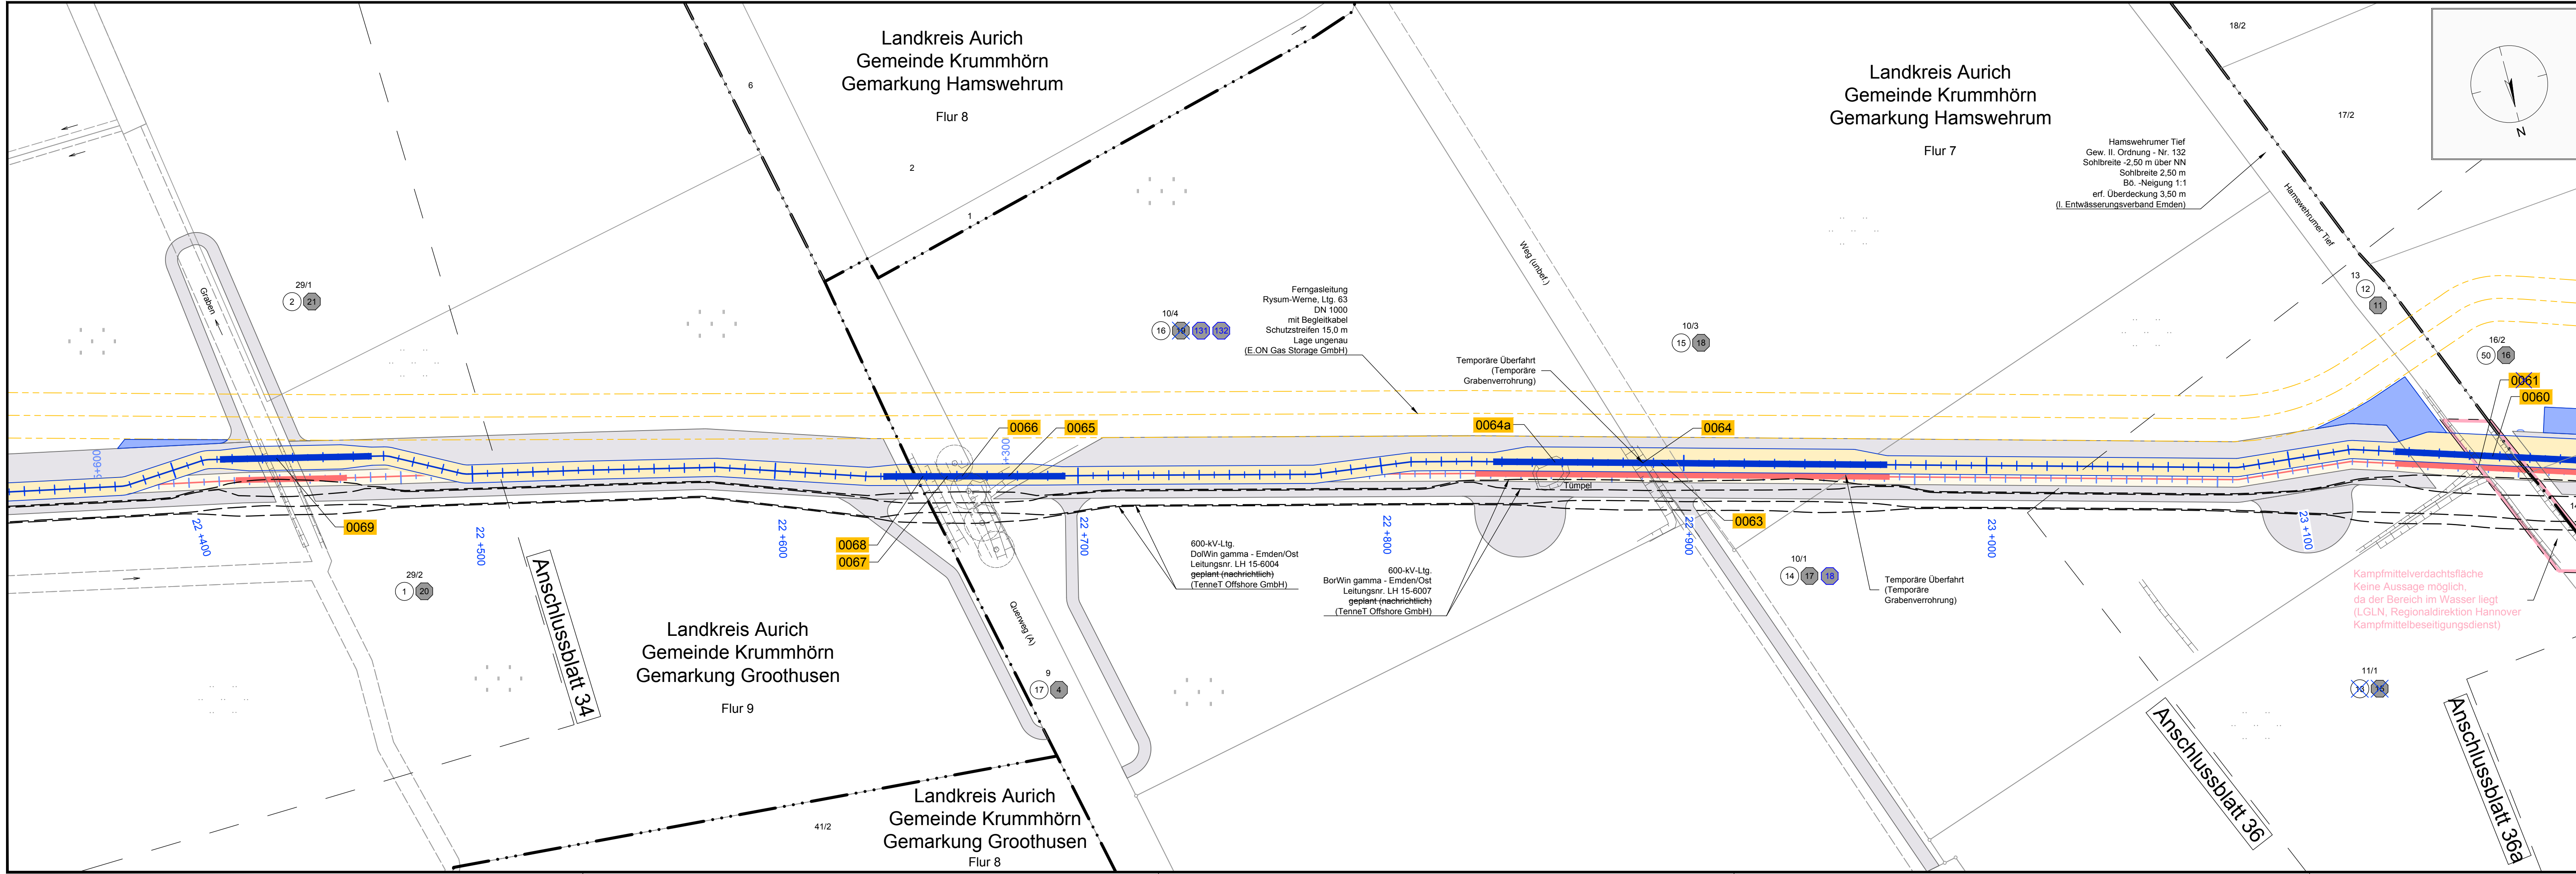 Landkreis Aurich
Gemeinde Krummhörn
Gemarkung Hamswehrum
Flur 8
6
2
1
Landkreis Aurich
Gemeinde Krummhörn
Gemarkung Hamswehrum
Flur 7
18/2
17/2
N
Hamswehrumer Tief
Gew. II. Ordnung - Nr. 132
Sohlbreite -2,50 m über NN
Sohlbreite 2,50 m
Bö. -Neigung 1:1
erf. Überdeckung 3,50 m
(I. Entwässerungsverband Emden)
Hamswehrumer Tief
Weg (unbef.)
Graben
29/1
2 21
10/4
16 19 131 132
Ferngasleitung
Rysum-Werne, Ltg. 63
DN 1000
mit Begleitkabel
Schutzstreifen 15,0 m
Lage ungenau
(E.ON Gas Storage GmbH)
Temporäre Überfahrt
(Temporäre
Grabenverrohrung)
10/3
15 18
13
12
11
16/2
50 16
0061
0060
0066
0065
0064a
0064
9+600
+300
Tümpel
0069
0068
0067
0063
22 +400
22 +500
22 +600
22 +700
22 +800
22 +900
23 +000
23 +100
600-kV-Ltg.
DolWin gamma - Emden/Ost
Leitungsnr. LH 15-6004
geplant (nachrichtlich)
(TenneT Offshore GmbH)
600-kV-Ltg.
BorWin gamma - Emden/Ost
Leitungsnr. LH 15-6007
geplant (nachrichtlich)
(TenneT Offshore GmbH)
10/1
14 17 18
Temporäre Überfahrt
(Temporäre
Grabenverrohrung)
Kampfmittelverdachtsfläche
Keine Aussage möglich,
da der Bereich im Wasser liegt
(LGLN, Regionaldirektion Hannover
Kampfmittelbeseitigungsdienst)
29/2
1 20
Anschlussblatt 34
Landkreis Aurich
Gemeinde Krummhörn
Gemarkung Groothusen
Flur 9
Querweg (A)
9
17 4
11/1
13 15
Anschlussblatt 36
Anschlussblatt 36a
41/2
Landkreis Aurich
Gemeinde Krummhörn
Gemarkung Groothusen
Flur 8